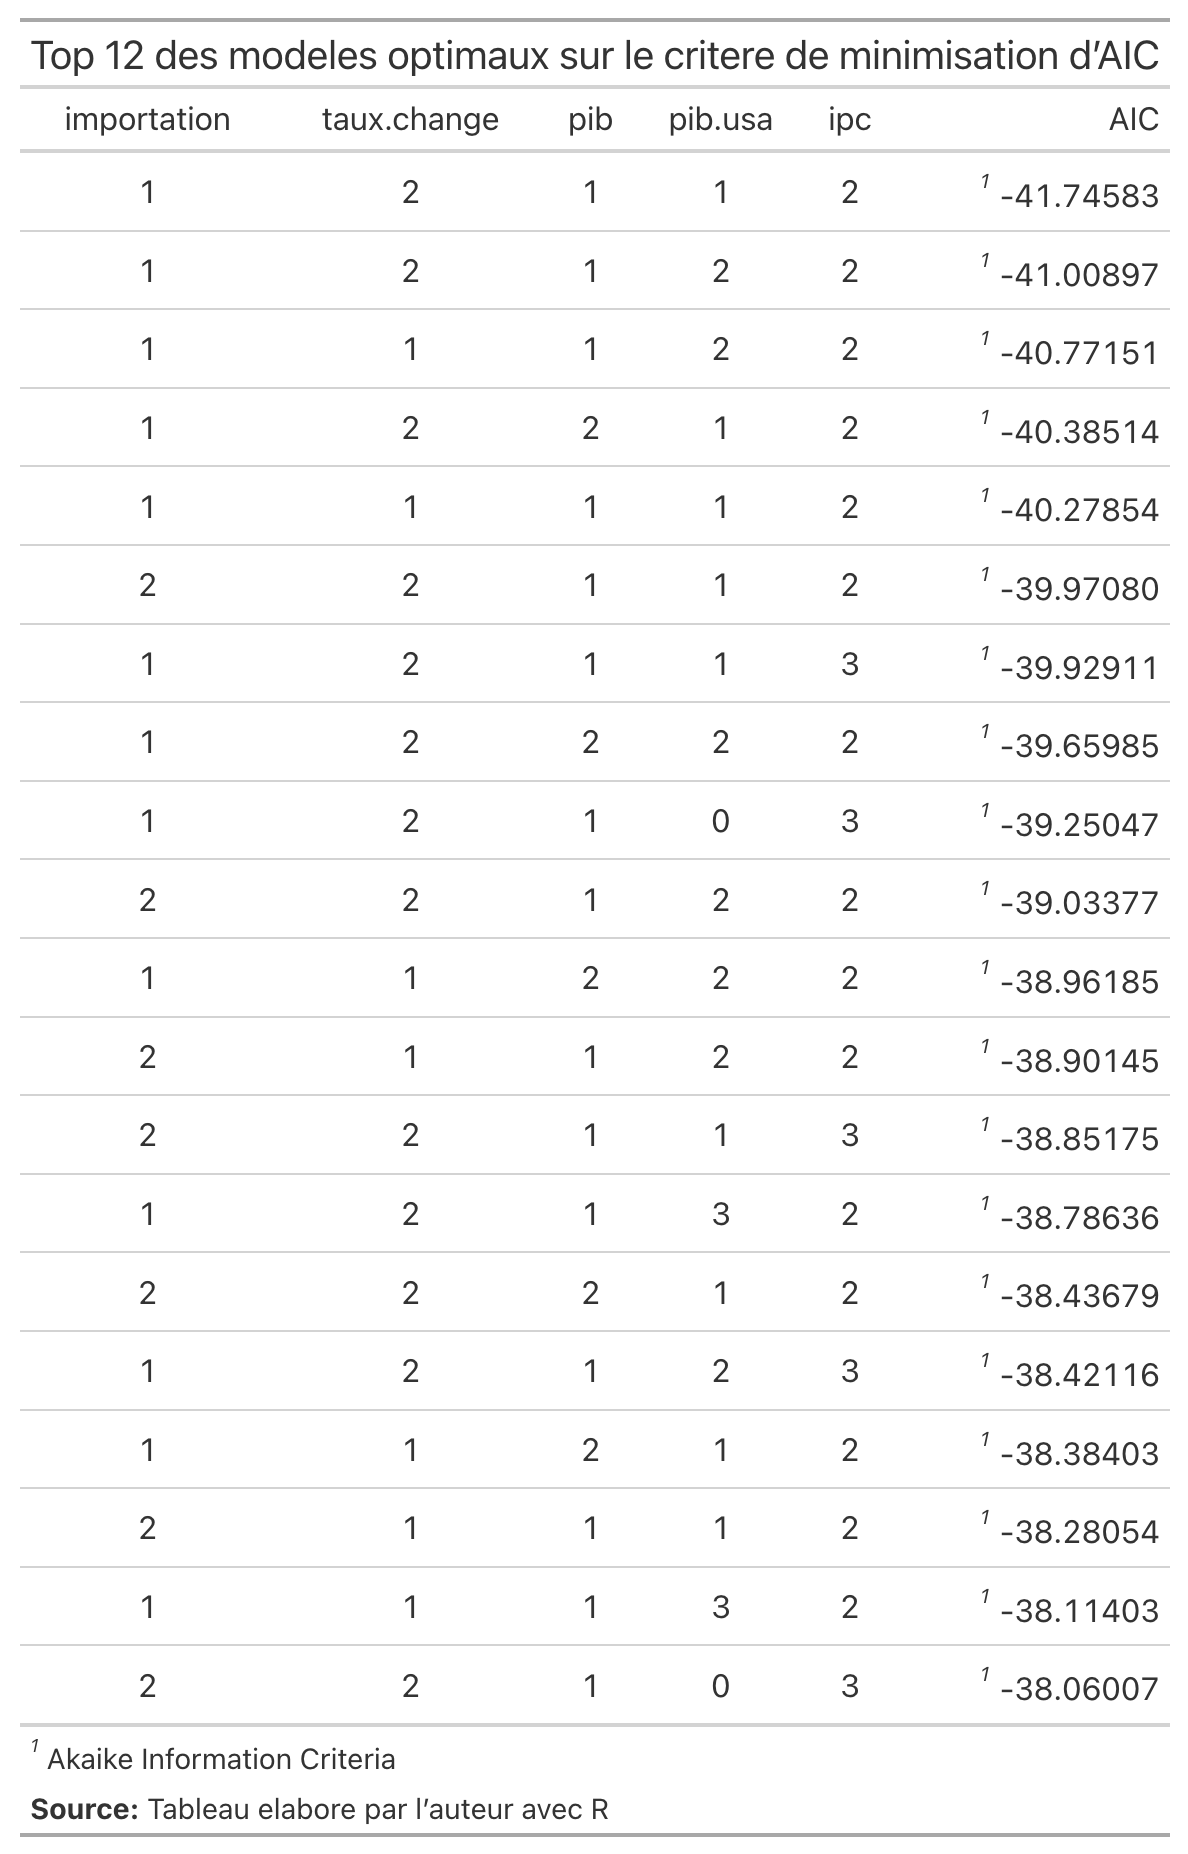 Top 12 des modeles optimaux sur le critere de minimisation d’AIC
importation taux.change pib pib.usa ipc AIC
1 2 1 1 2 1 -41.74583
1 2 1 2 2 1 -41.00897
1 1 1 2 2 1 -40.77151
1 2 2 1 2 1 -40.38514
1 1 1 1 2 1 -40.27854
2 2 1 1 2 1 -39.97080
1 2 1 1 3 1 -39.92911
1 2 2 2 2 1 -39.65985
1 2 1 0 3 1 -39.25047
2 2 1 2 2 1 -39.03377
1 1 2 2 2 1 -38.96185
2 1 1 2 2 1 -38.90145
2 2 1 1 3 1 -38.85175
1 2 1 3 2 1 -38.78636
2 2 2 1 2 1 -38.43679
1 2 1 2 3 1 -38.42116
1 1 2 1 2 1 -38.38403
2 1 1 1 2 1 -38.28054
1 1 1 3 2 1 -38.11403
2 2 1 0 3 1 -38.06007
1 Akaike Information Criteria
Source: Tableau elabore par l’auteur avec R